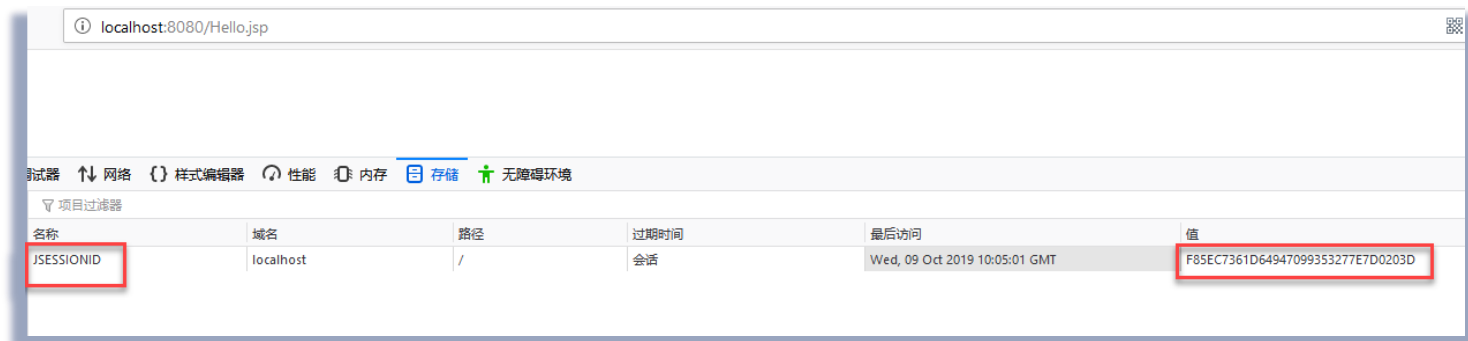 localhost:8080/Hello.jsp
试器 网络 {} 样式编辑器 性能 内存 存储 无障碍环境
项目过滤器
名称 域名 路径 过期时间 最后访问 值
JSESSIONID localhost / 会话 Wed, 09 Oct 2019 10:05:01 GMT F85EC7361D64947099353277E7D0203D